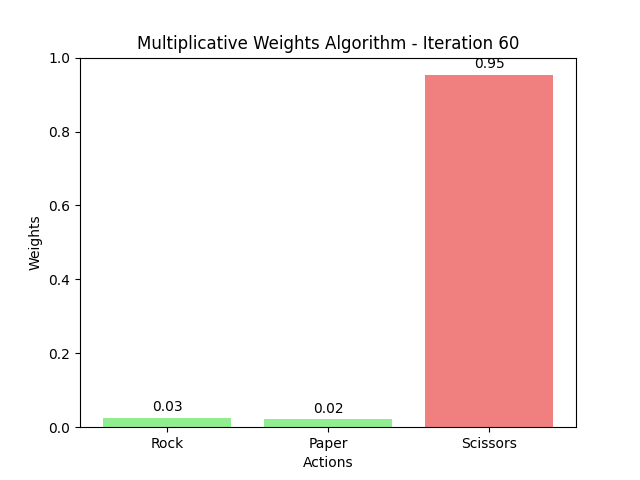 Multiplicative Weights Algorithm - Iteration 60
1.0
0.95
0.8
0.6
Weights
0.4
0.2
0.03
0.02
0.0
Rock
Paper
Scissors
Actions